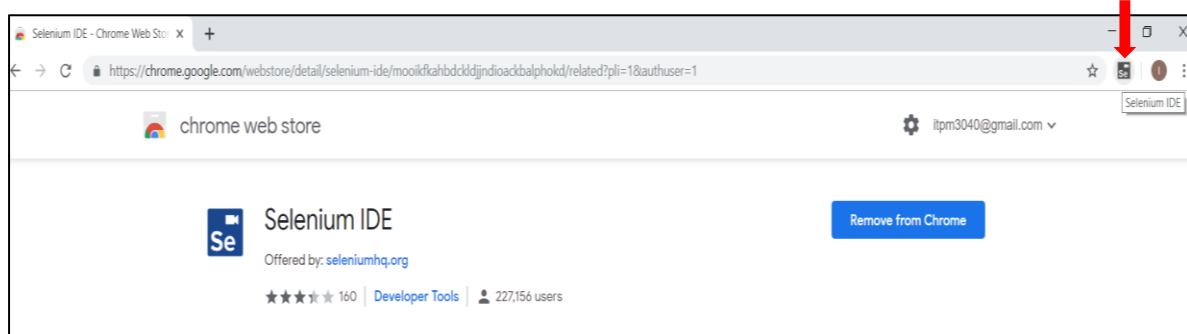 Selenium IDE - Chrome Web Sto X +
https://chrome.google.com/webstore/detail/selenium-ide/mooikfkahbdckldjjndioackbalphokd/related?pli=1&authuser=1
Se I
Selenium IDE
chrome web store
itpm3040@gmail.com
Se
Selenium IDE
Remove from Chrome
Offered by: seleniumhq.org
160 Developer Tools 227,156 users